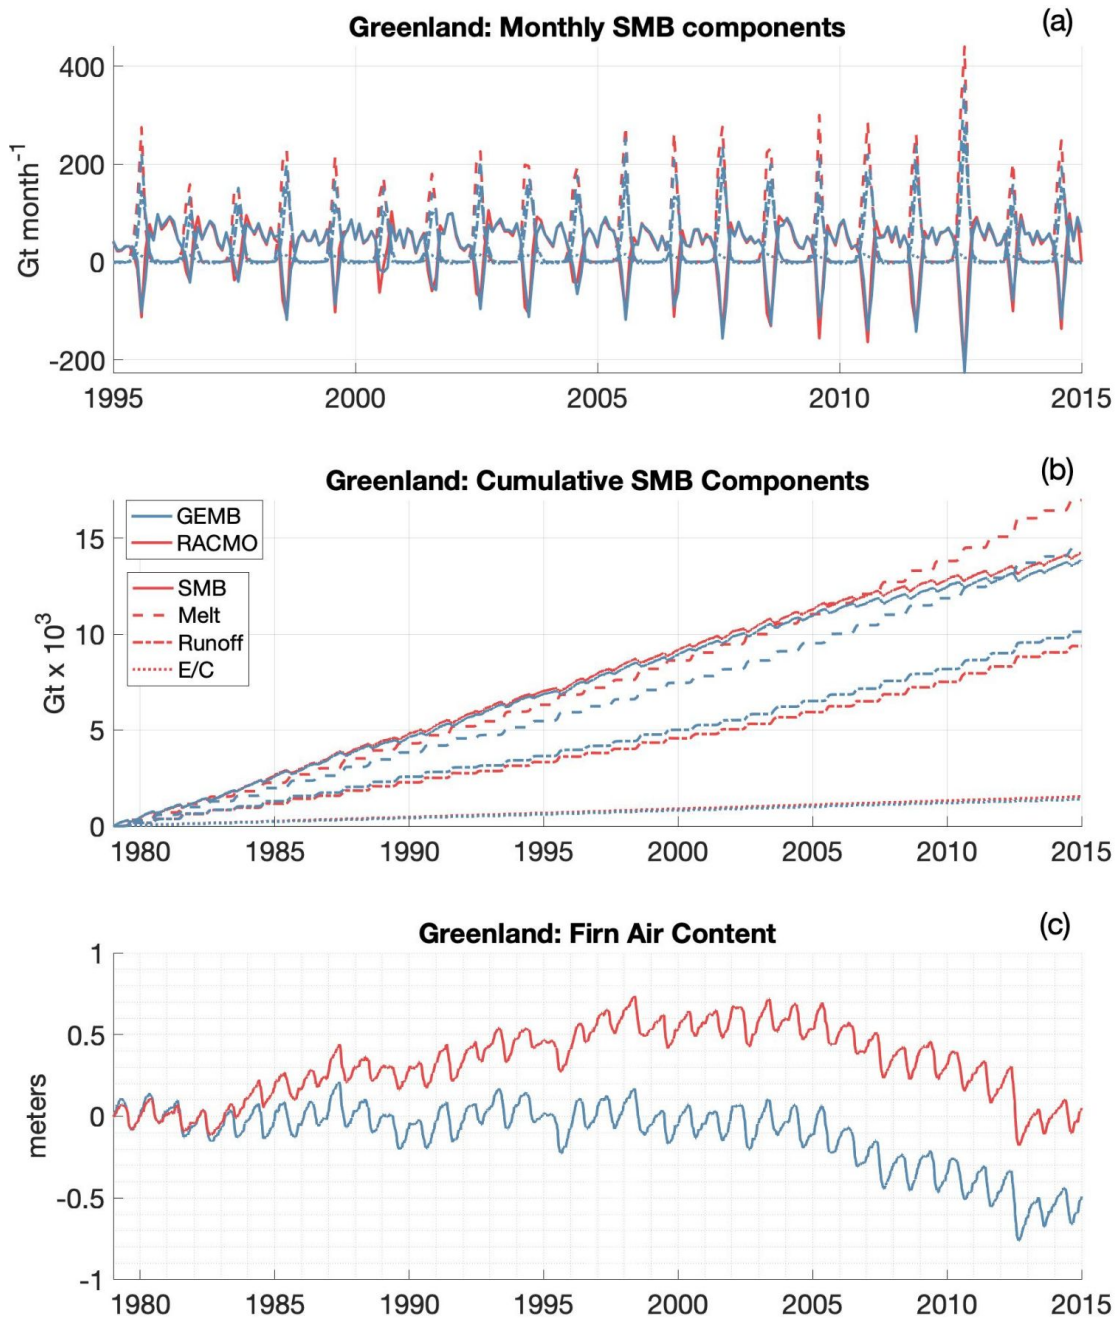 Greenland: Monthly SMB components
(a)
400
200
0
-200
Gt month⁻¹
1995
2000
2005
2010
2015
Greenland: Cumulative SMB Components
(b)
GEMB
RACMO
SMB
Melt
Runoff
E/C
15
10
5
0
Gt x 10³
1980
1985
1990
1995
2000
2005
2010
2015
Greenland: Firn Air Content
(c)
1
0.5
0
-0.5
-1
meters
1980
1985
1990
1995
2000
2005
2010
2015